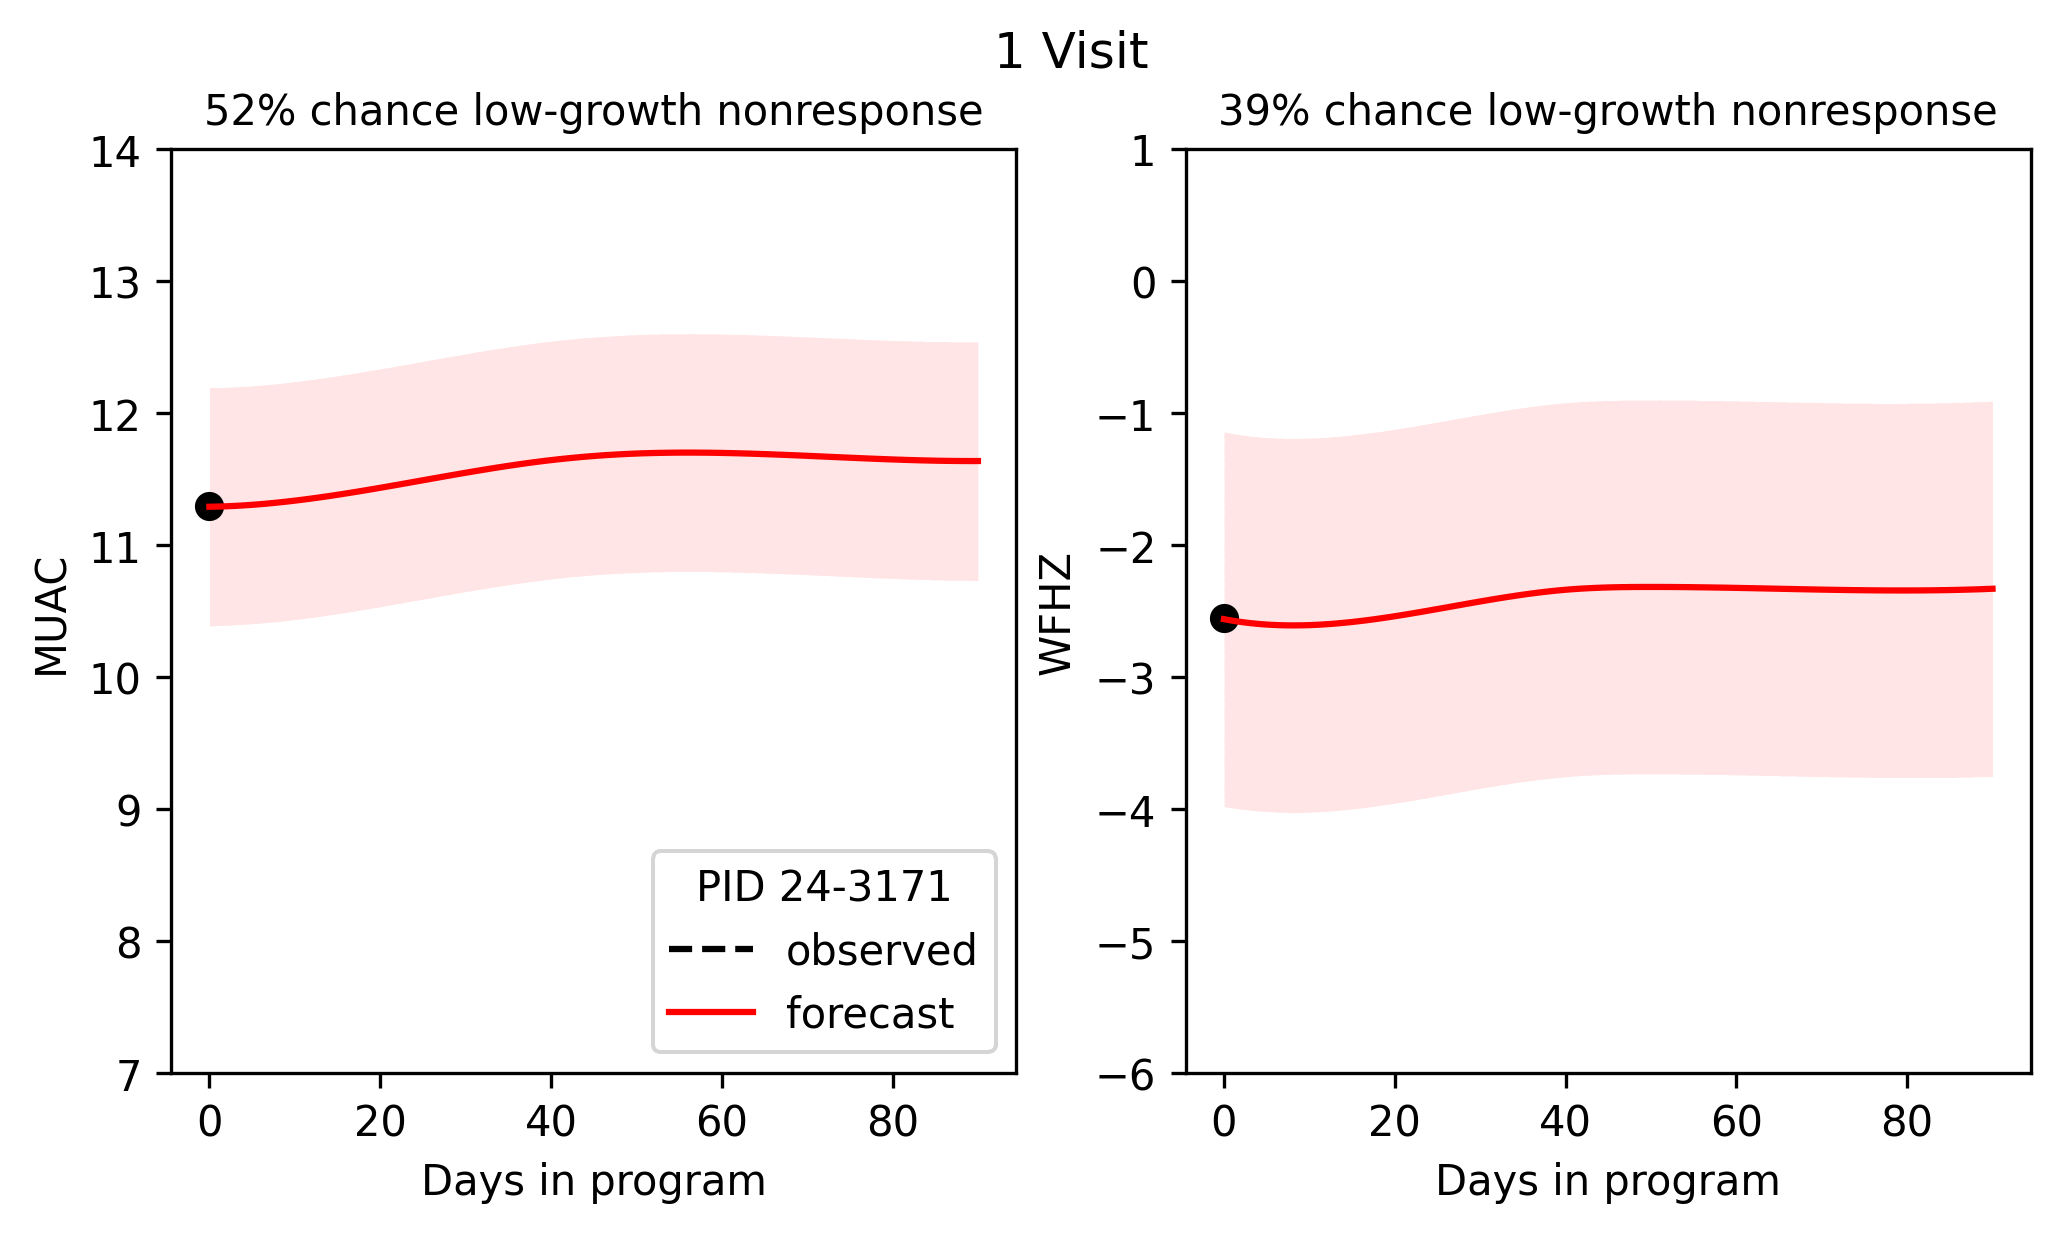 1 Visit
52% chance low-growth nonresponse
14
13
12
11
10
9
8
7
MUAC
0 20 40 60 80
Days in program
PID 24-3171
observed
forecast
39% chance low-growth nonresponse
1
0
−1
−2
−3
−4
−5
−6
WFHZ
0 20 40 60 80
Days in program